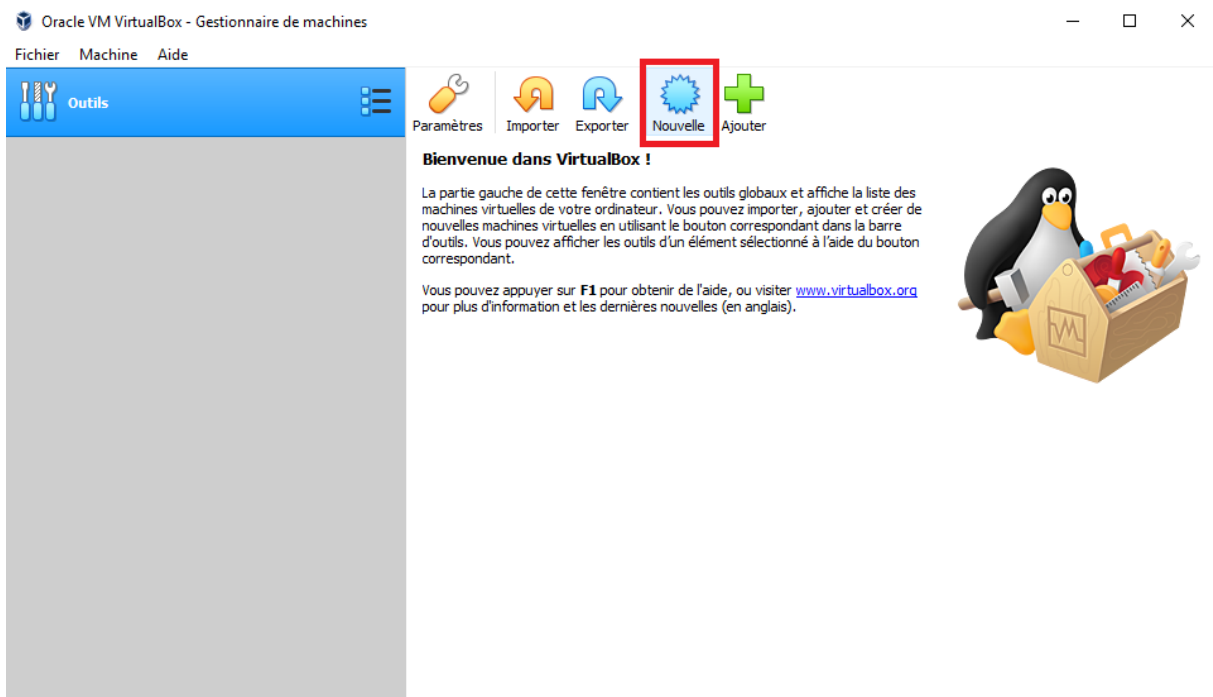 Oracle VM VirtualBox - Gestionnaire de machines
Fichier Machine Aide
Outils
Paramètres Importer Exporter Nouvelle Ajouter
Bienvenue dans VirtualBox !
La partie gauche de cette fenêtre contient les outils globaux et affiche la liste des
machines virtuelles de votre ordinateur. Vous pouvez importer, ajouter et créer de
nouvelles machines virtuelles en utilisant le bouton correspondant dans la barre
d'outils. Vous pouvez afficher les outils d'un élément sélectionné à l'aide du bouton
correspondant.
Vous pouvez appuyer sur F1 pour obtenir de l'aide, ou visiter www.virtualbox.org
pour plus d'information et les dernières nouvelles (en anglais).
VM